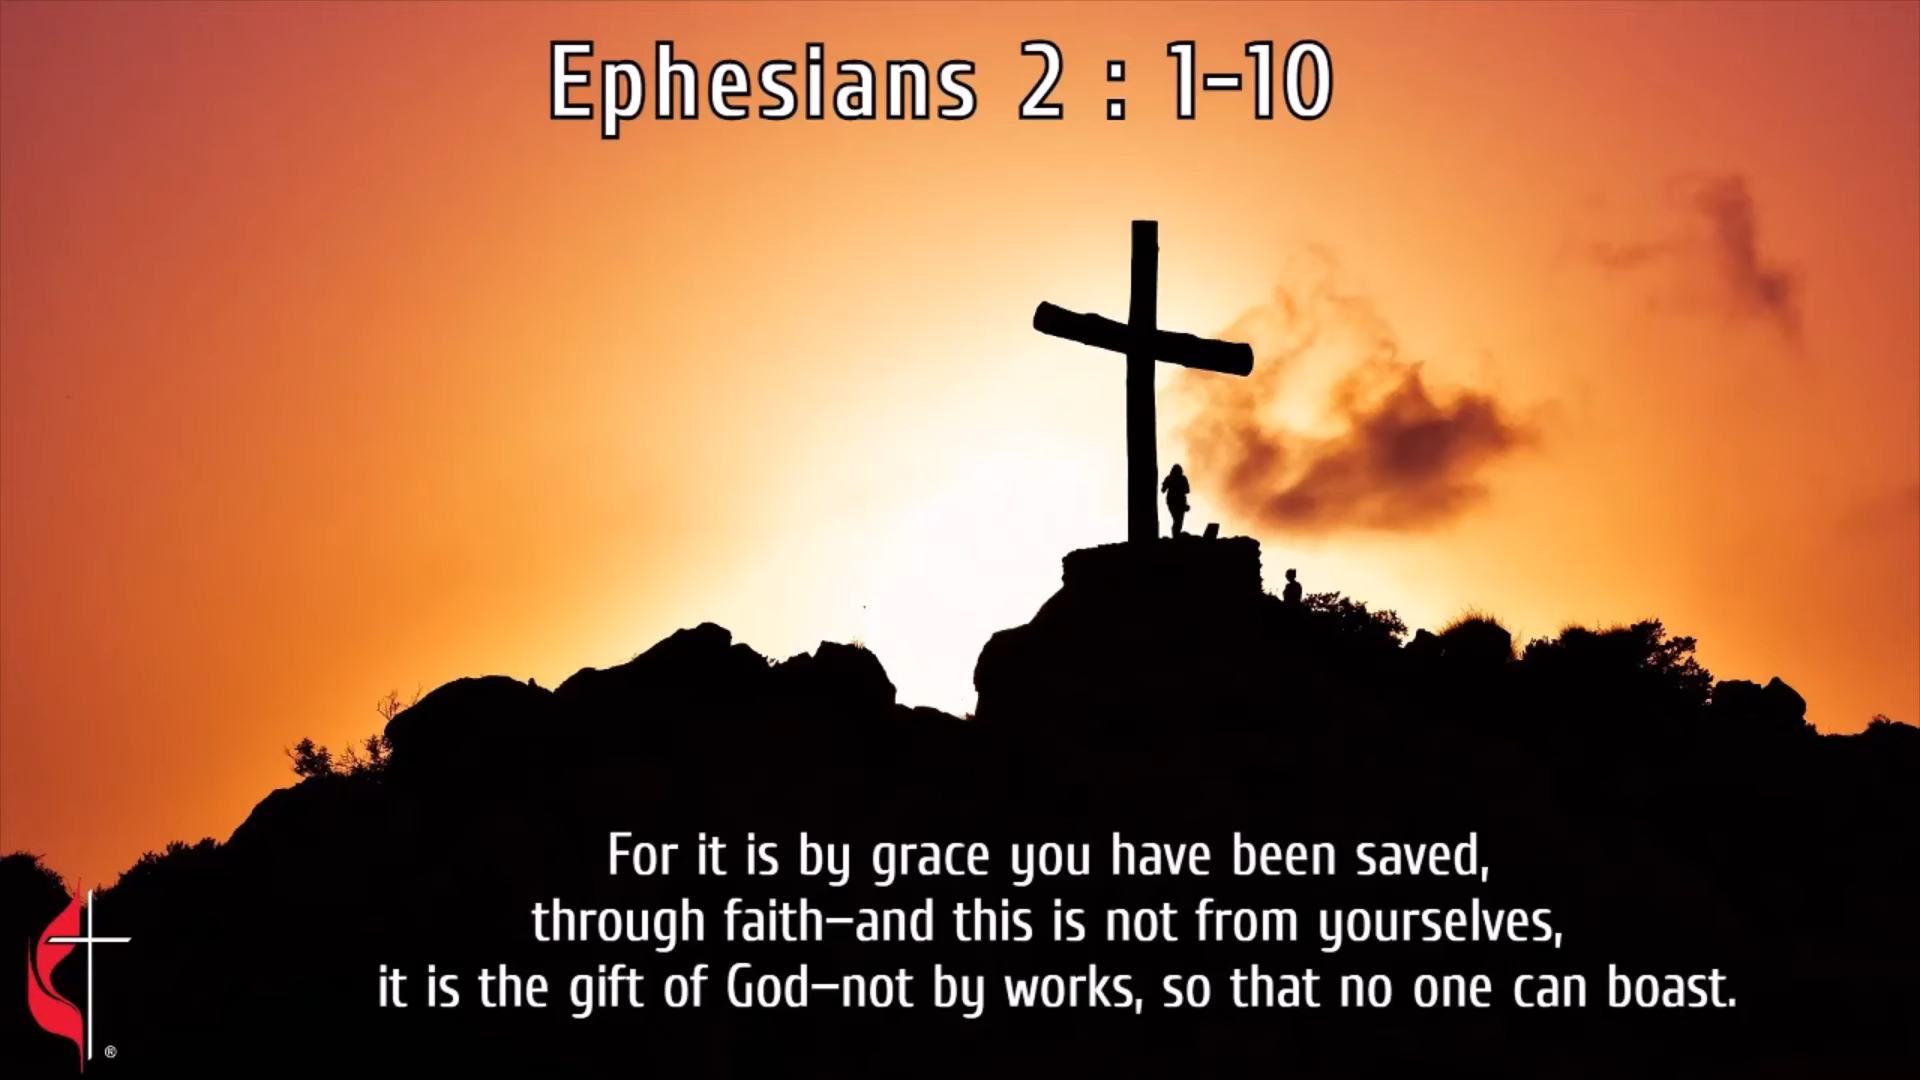 Ephesians 2 : 1-10
For it is by grace you have been saved,
through faith—and this is not from yourselves,
it is the gift of God—not by works, so that no one can boast.
®